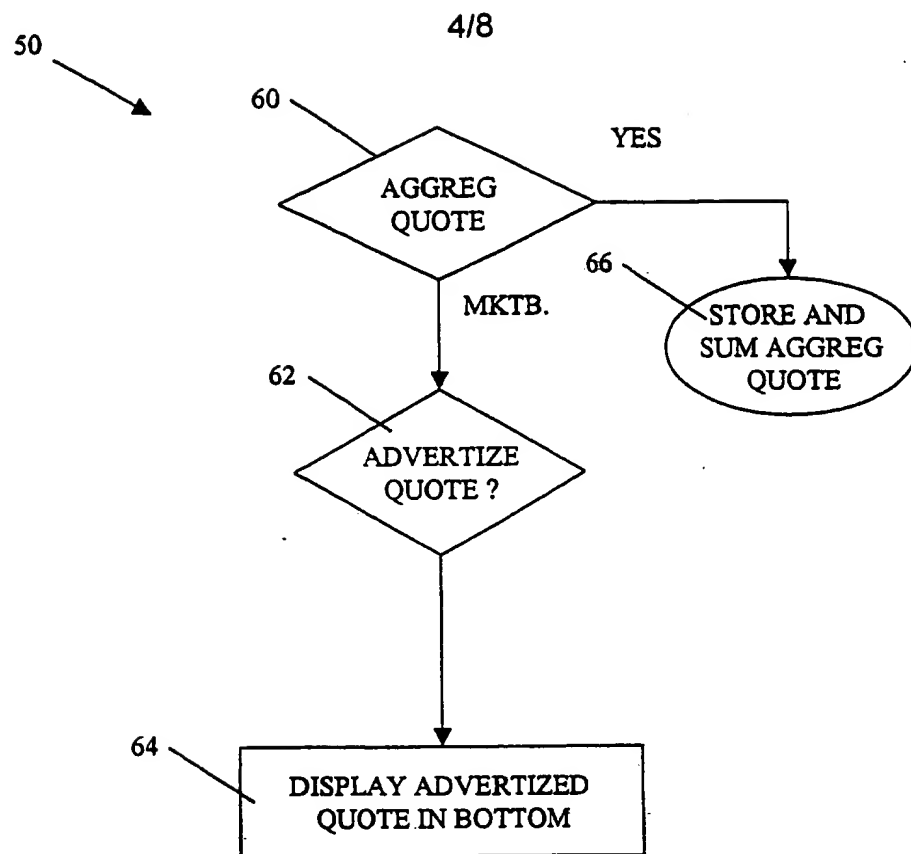 4/8
50
60
YES
AGGREG
QUOTE
66
MKTB.
STORE AND
SUM AGGREG
QUOTE
62
ADVERTIZE
QUOTE ?
64
DISPLAY ADVERTIZED
QUOTE IN BOTTOM